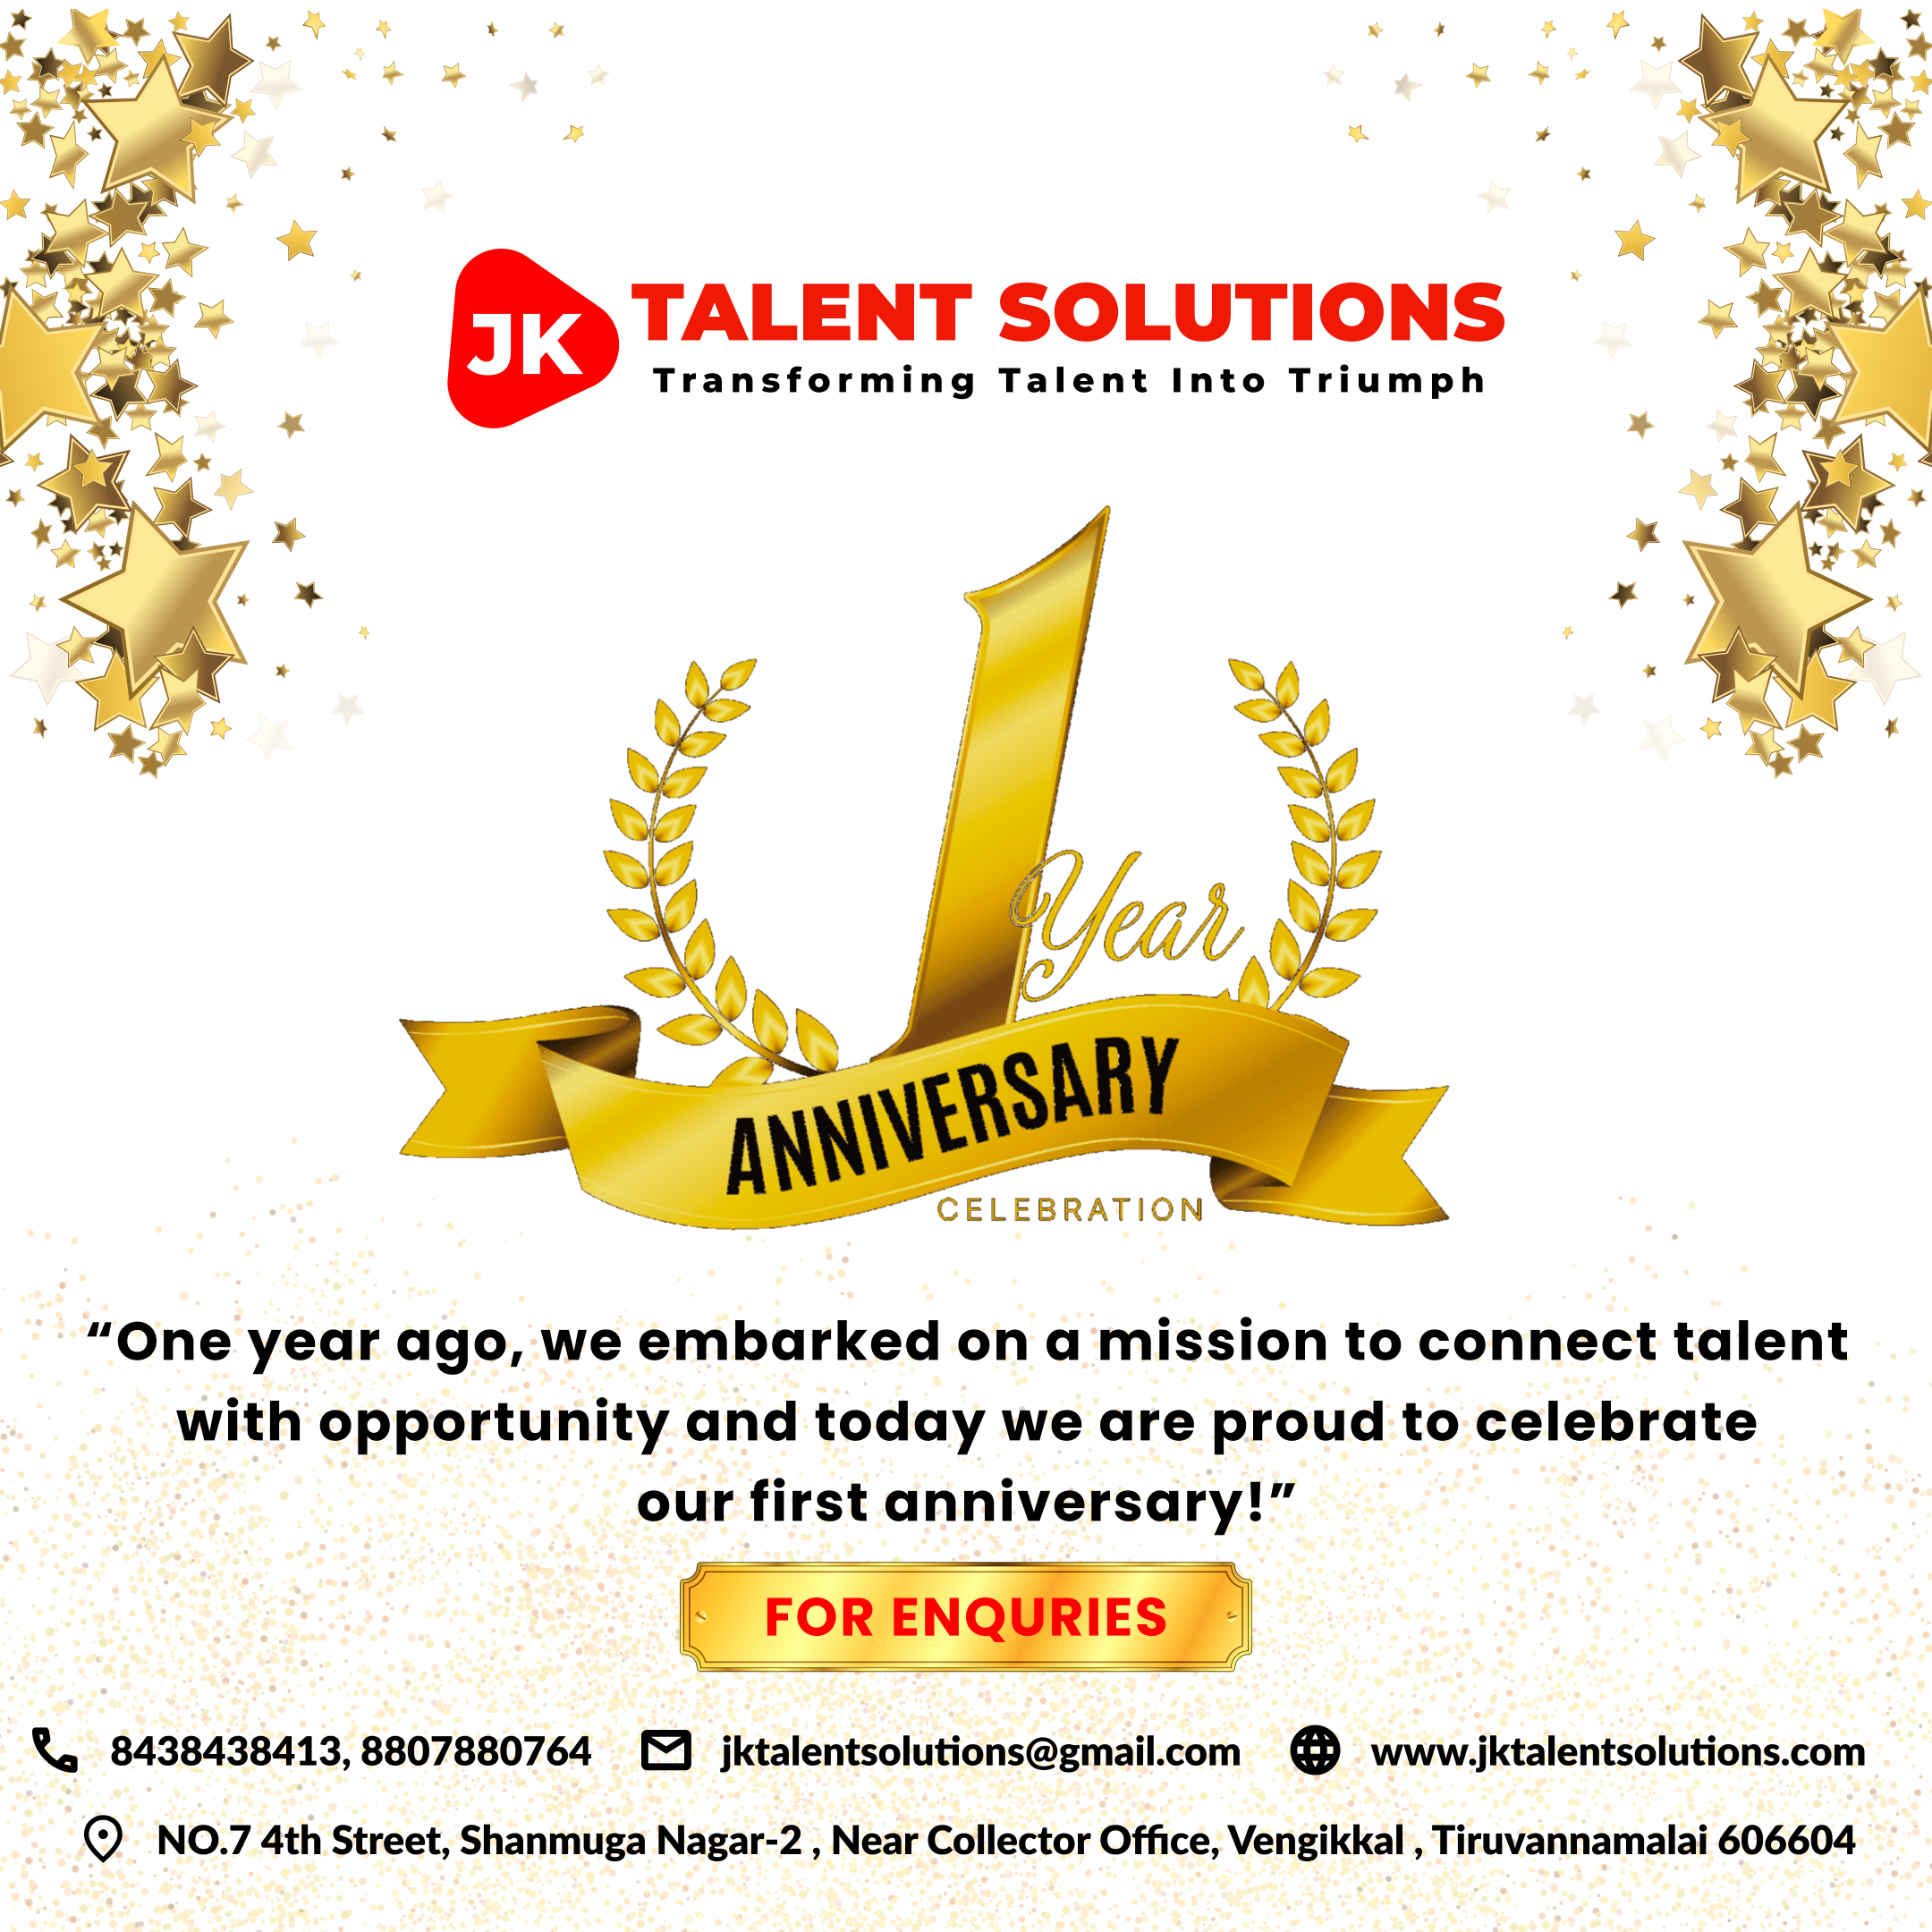 JK
TALENT SOLUTIONS
Transforming Talent Into Triumph
1
Year
ANNIVERSARY
CELEBRATION
“One year ago, we embarked on a mission to connect talent
with opportunity and today we are proud to celebrate
our first anniversary!”
FOR ENQURIES
8438438413, 8807880764 jktalentsolutions@gmail.com www.jktalentsolutions.com
NO.7 4th Street, Shanmuga Nagar-2 , Near Collector Office, Vengikkal , Tiruvannamalai 606604